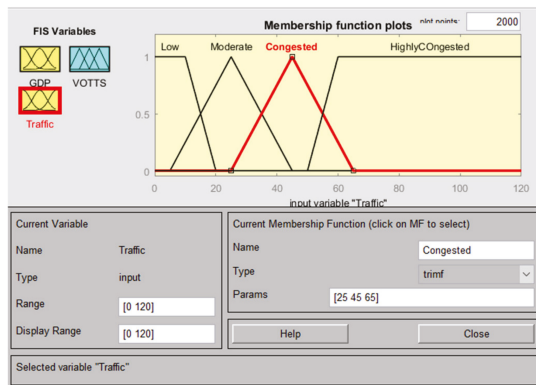 FIS Variables
Membership function plots
plot points:
2000
Low
Moderate
Congested
HighlyCOngested
GDP
VOTTS
Traffic
1
0.5
0
0
20
40
60
80
100
120
input variable "Traffic"
Current Variable
Current Membership Function (click on MF to select)
Name
Traffic
Name
Congested
Type
input
Type
trimf
Range
[0 120]
Params
[25 45 65]
Display Range
[0 120]
Help
Close
Selected variable "Traffic"